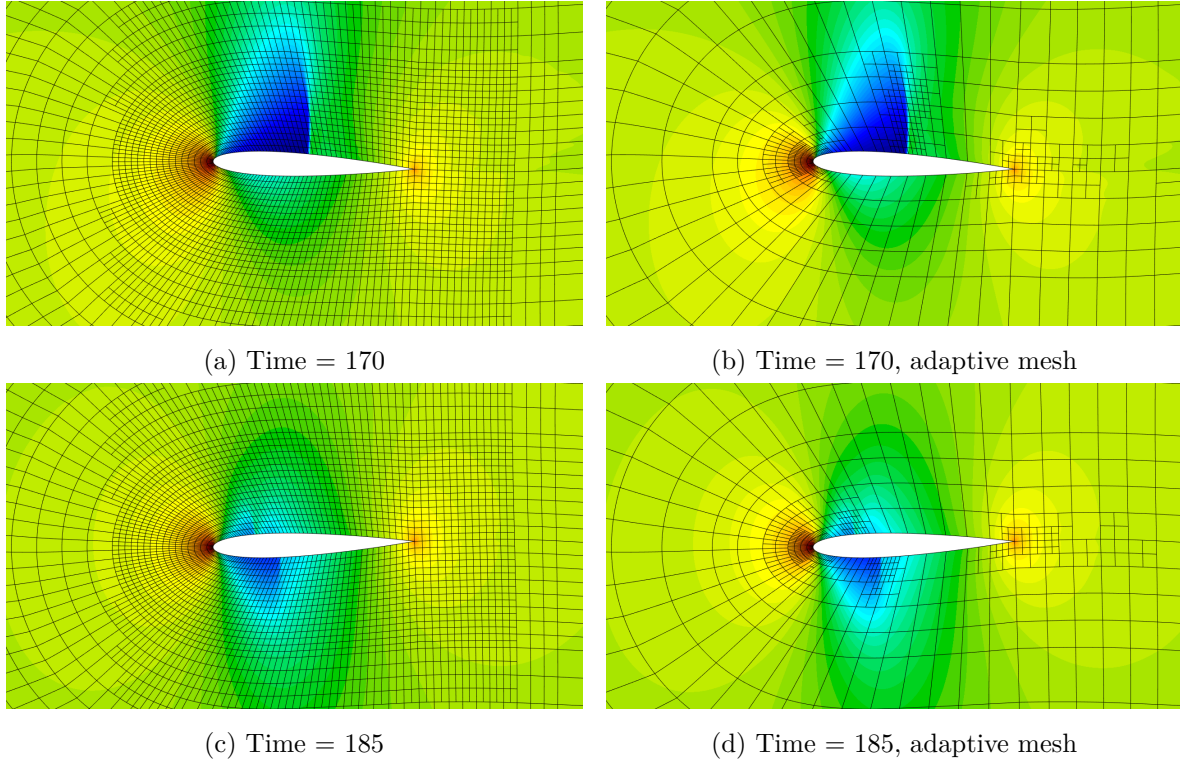 (a) Time = 170
(b) Time = 170, adaptive mesh
(c) Time = 185
(d) Time = 185, adaptive mesh